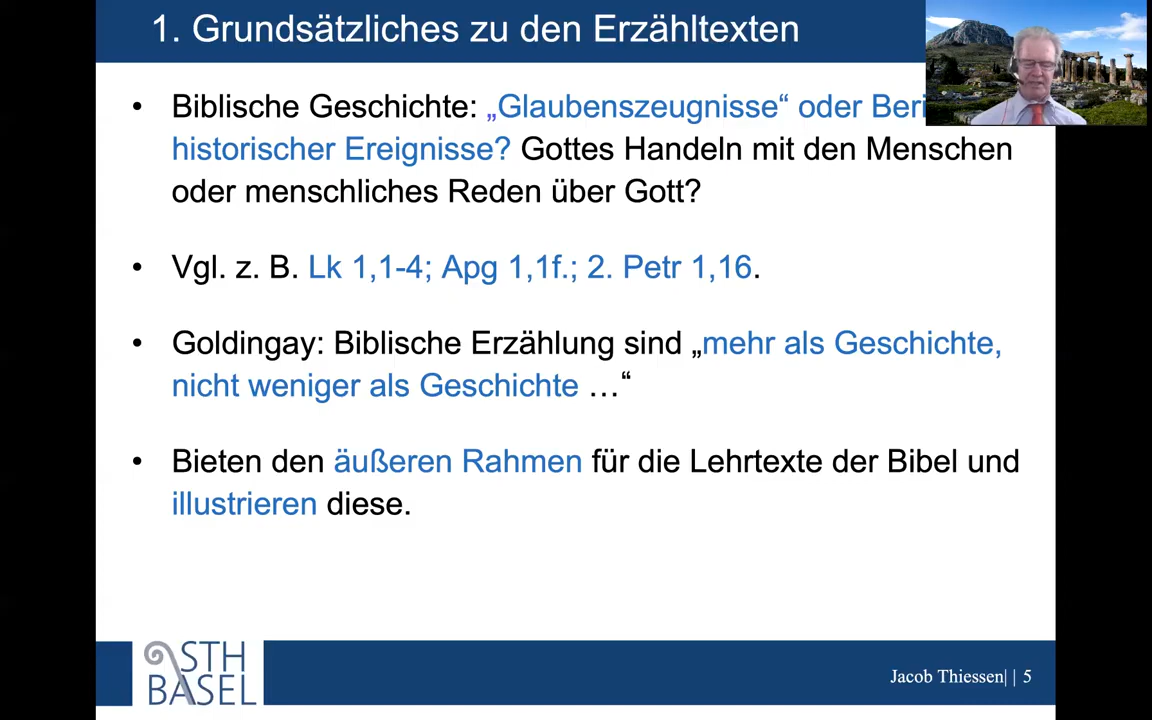 1. Grundsätzliches zu den Erzähltexten
• Biblische Geschichte: „Glaubenszeugnisse“ oder
historischer Ereignisse? Gottes Handeln mit den Menschen
oder menschliches Reden über Gott?
• Vgl. z. B. Lk 1,1-4; Apg 1,1f.; 2. Petr 1,16.
• Goldingay: Biblische Erzählung sind „mehr als Geschichte,
nicht weniger als Geschichte …“
• Bieten den äußeren Rahmen für die Lehrtexte der Bibel und
illustrieren diese.
STH
BASEL
Jacob Thiessen| | 5